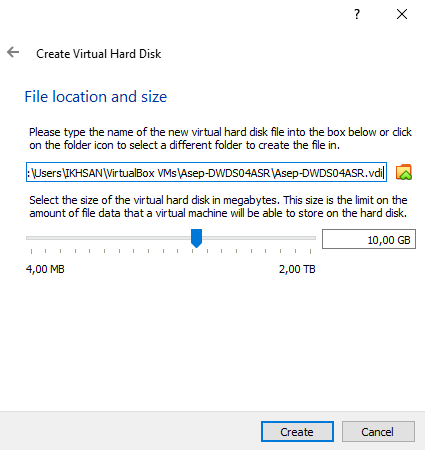 ?
Create Virtual Hard Disk
File location and size
Please type the name of the new virtual hard disk file into the box below or click
on the folder icon to select a different folder to create the file in.
:\Users\IKHSAN\VirtualBox VMs\Asep-DWDS04ASR\Asep-DWDS04ASR.vdi
Select the size of the virtual hard disk in megabytes. This size is the limit on the
amount of file data that a virtual machine will be able to store on the hard disk.
10,00 GB
4,00 MB 2,00 TB
Create Cancel